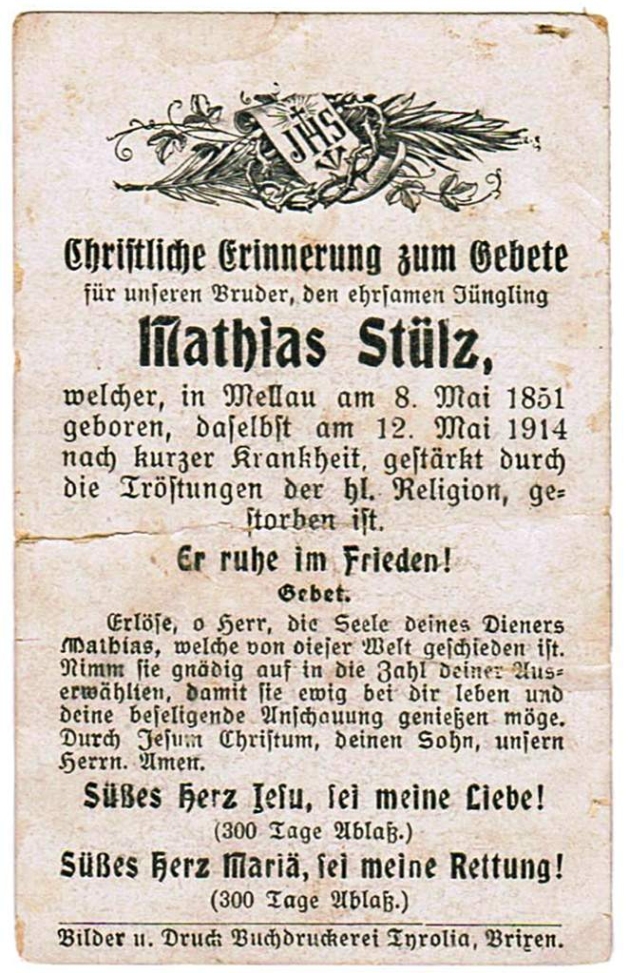 JHS
Christliche Erinnerung zum Gebete
für unseren Bruder, den ehrsamen Jüngling
Mathias Stülz,
welcher, in Mellau am 8. Mai 1851
geboren, daselbst am 12. Mai 1914
nach kurzer Krankheit, gestärkt durch
die Tröstungen der hl. Religion, ge=
storben ist.
Er ruhe im Frieden!
Gebet.
Erlöse, o Herr, die Seele deines Dieners
Mathias, welche von dieser Welt geschieden ist.
Nimm sie gnädig auf in die Zahl deiner Aus=
erwählten, damit sie ewig bei dir leben und
deine beseligende Anschauung genießen möge.
Durch Jesum Christum, deinen Sohn, unsern
Herrn. Amen.
Süßes Herz Jesu, sei meine Liebe!
(300 Tage Ablaß.)
Süßes Herz Mariä, sei meine Rettung!
(300 Tage Ablaß.)
Bilder u. Druck Buchdruckerei Tyrolia, Brixen.